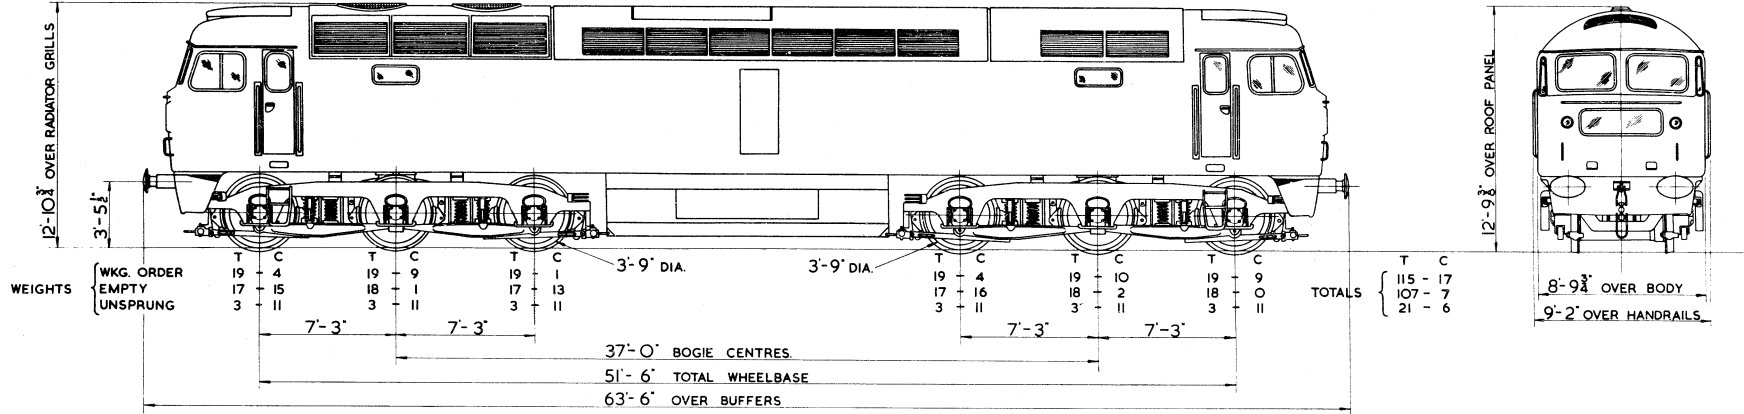 12'-10¾" OVER RADIATOR GRILLS
3'-5½"
12'-9⅜" OVER ROOF PANEL
3'-9" DIA.
3'-9" DIA.
T C T C T C T C T C T C T C
WEIGHTS
WKG. ORDER 19 - 4 19 - 9 19 - 1 19 - 4 19 - 10 19 - 9
EMPTY 17 - 15 18 - 1 17 - 13 17 - 16 18 - 2 18 - 0
UNSPRUNG 3 - 11 3 - 11 3 - 11 3 - 11 3 - 11 3 - 11
TOTALS
115 - 17
107 - 7
21 - 6
8'-9¾" OVER BODY
9'-2" OVER HANDRAILS
7'-3" 7'-3" 7'-3" 7'-3"
37'-0" BOGIE CENTRES.
51'-6" TOTAL WHEELBASE
63'-6" OVER BUFFERS